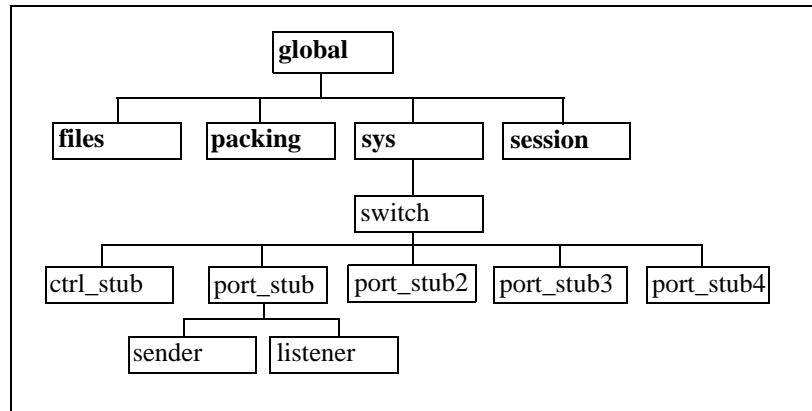 global
files packing sys session
switch
ctrl_stub port_stub port_stub2 port_stub3 port_stub4
sender listener